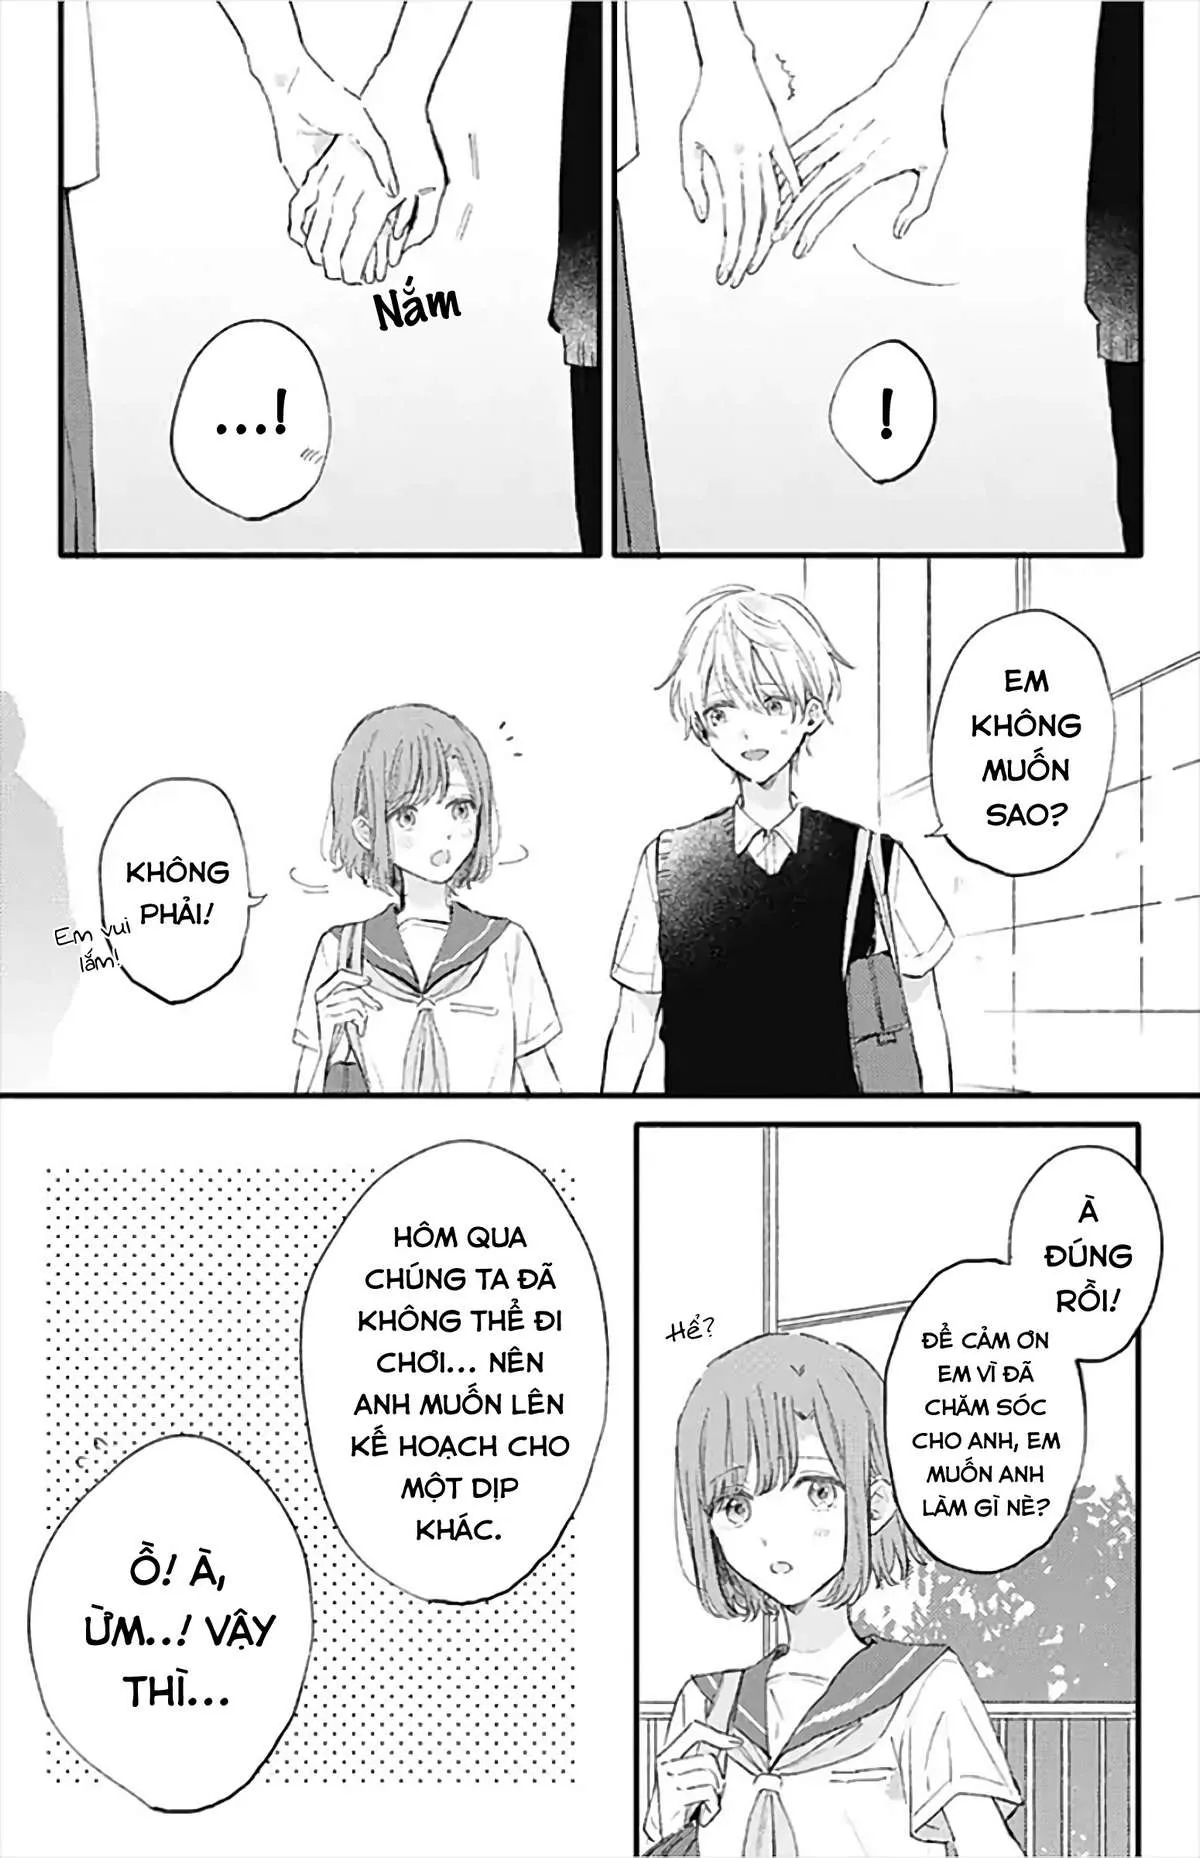 !
Nắm
...!
EM
KHÔNG
MUỐN
SAO?
KHÔNG
PHẢI!
Em vui
lắm!
À
ĐÚNG
RỒI!
ĐỂ CẢM ƠN
EM VÌ ĐÃ
CHĂM SÓC
CHO ANH, EM
MUỐN ANH
LÀM GÌ NÈ?
Hể?
HÔM QUA
CHÚNG TA ĐÃ
KHÔNG THỂ ĐI
CHƠI... NÊN
ANH MUỐN LÊN
KẾ HOẠCH CHO
MỘT DỊP
KHÁC.
Ồ! À,
ỪM...! VẬY
THÌ...